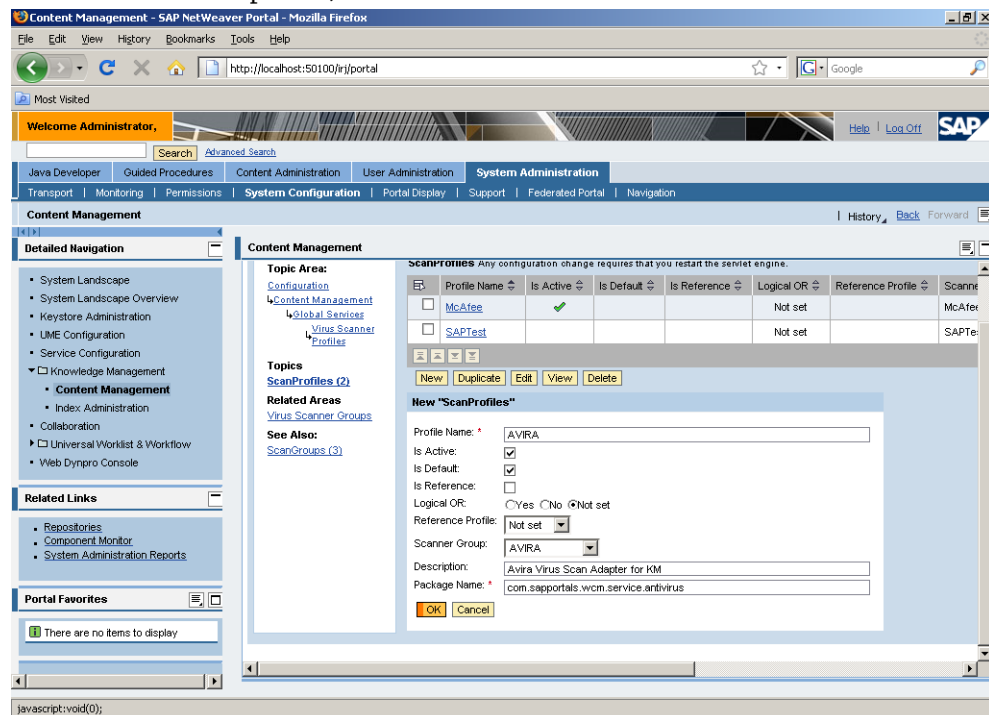 Content Management - SAP NetWeaver Portal - Mozilla Firefox
File Edit View History Bookmarks Tools Help
http://localhost:50100/irj/portal
Google
Most Visited
Welcome Administrator,
Help | Log Off
SAP
Search Advanced Search
Java Developer Guided Procedures Content Administration User Administration System Administration
Transport | Monitoring | Permissions | System Configuration | Portal Display | Support | Federated Portal | Navigation
Content Management
| History Back Forward
Detailed Navigation
System Landscape
System Landscape Overview
Keystore Administration
UME Configuration
Service Configuration
Knowledge Management
Content Management
Index Administration
Collaboration
Universal Worklist & Workflow
Web Dynpro Console
Related Links
Repositories
Component Monitor
System Administration Reports
Portal Favorites
There are no items to display
Content Management
Topic Area:
Configuration
Content Management
Global Services
Virus Scanner
Profiles
Topics
ScanProfiles (2)
Related Areas
Virus Scanner Groups
See Also:
ScanGroups (3)
ScanProfiles Any configuration change requires that you restart the servlet engine.
Profile Name Is Active Is Default Is Reference Logical OR Reference Profile Scanne
McAfee Not set McAfee
SAPTest Not set SAPTe
New Duplicate Edit View Delete
New "ScanProfiles"
Profile Name: * AVIRA
Is Active:
Is Default:
Is Reference:
Logical OR: Yes No Not set
Reference Profile: Not set
Scanner Group: AVIRA
Description: Avira Virus Scan Adapter for KM
Package Name: * com.sapportals.wcm.service.antivirus
OK Cancel
javascript:void(0);